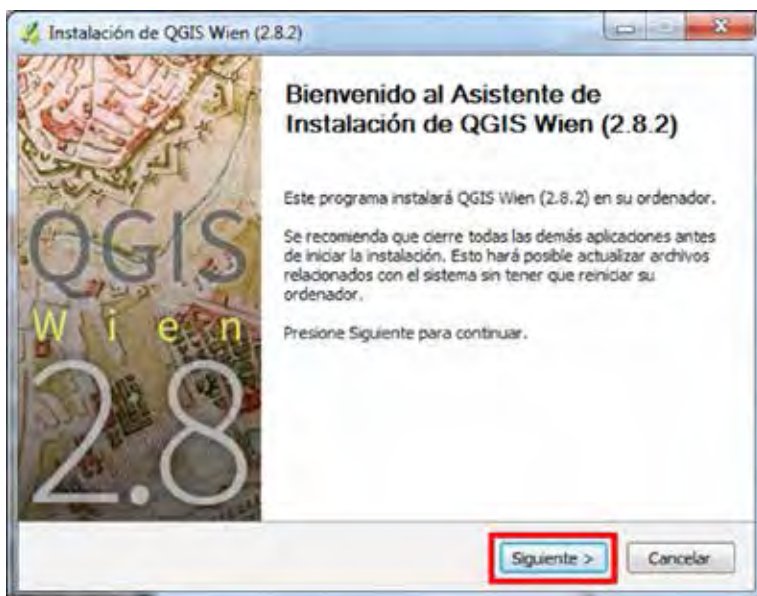 Instalación de QGIS Wien (2.8.2)
QGIS
Wien
2.8
Bienvenido al Asistente de
Instalación de QGIS Wien (2.8.2)
Este programa instalará QGIS Wien (2.8.2) en su ordenador.
Se recomienda que cierre todas las demás aplicaciones antes
de iniciar la instalación. Esto hará posible actualizar archivos
relacionados con el sistema sin tener que reiniciar su
ordenador.
Presione Siguiente para continuar.
Siguiente >
Cancelar